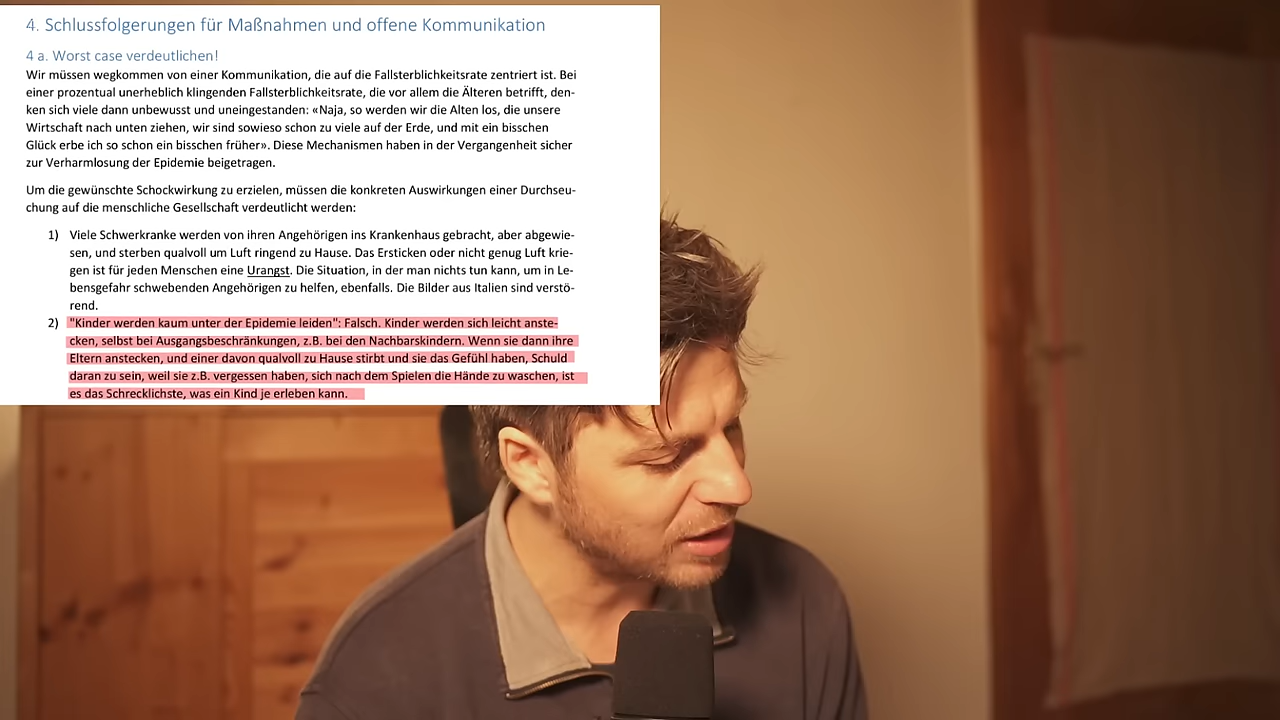 4. Schlussfolgerungen für Maßnahmen und offene Kommunikation
4 a. Worst case verdeutlichen!
Wir müssen wegkommen von einer Kommunikation, die auf die Fallsterblichkeitsrate zentriert ist. Bei
einer prozentual unerheblich klingenden Fallsterblichkeitsrate, die vor allem die Älteren betrifft, den-
ken sich viele dann unbewusst und uneingestanden: «Naja, so werden wir die Alten los, die unsere
Wirtschaft nach unten ziehen, wir sind sowieso schon zu viele auf der Erde, und mit ein bisschen
Glück erbe ich so schon ein bisschen früher». Diese Mechanismen haben in der Vergangenheit sicher
zur Verharmlosung der Epidemie beigetragen.
Um die gewünschte Schockwirkung zu erzielen, müssen die konkreten Auswirkungen einer Durchseu-
chung auf die menschliche Gesellschaft verdeutlicht werden:
1) Viele Schwerkranke werden von ihren Angehörigen ins Krankenhaus gebracht, aber abgewie-
sen, und sterben qualvoll um Luft ringend zu Hause. Das Ersticken oder nicht genug Luft krie-
gen ist für jeden Menschen eine Urangst. Die Situation, in der man nichts tun kann, um in Le-
bensgefahr schwebenden Angehörigen zu helfen, ebenfalls. Die Bilder aus Italien sind verstö-
rend.
2) "Kinder werden kaum unter der Epidemie leiden": Falsch. Kinder werden sich leicht anste-
cken, selbst bei Ausgangsbeschränkungen, z.B. bei den Nachbarskindern. Wenn sie dann ihre
Eltern anstecken, und einer davon qualvoll zu Hause stirbt und sie das Gefühl haben, Schuld
daran zu sein, weil sie z.B. vergessen haben, sich nach dem Spielen die Hände zu waschen, ist
es das Schrecklichste, was ein Kind je erleben kann.